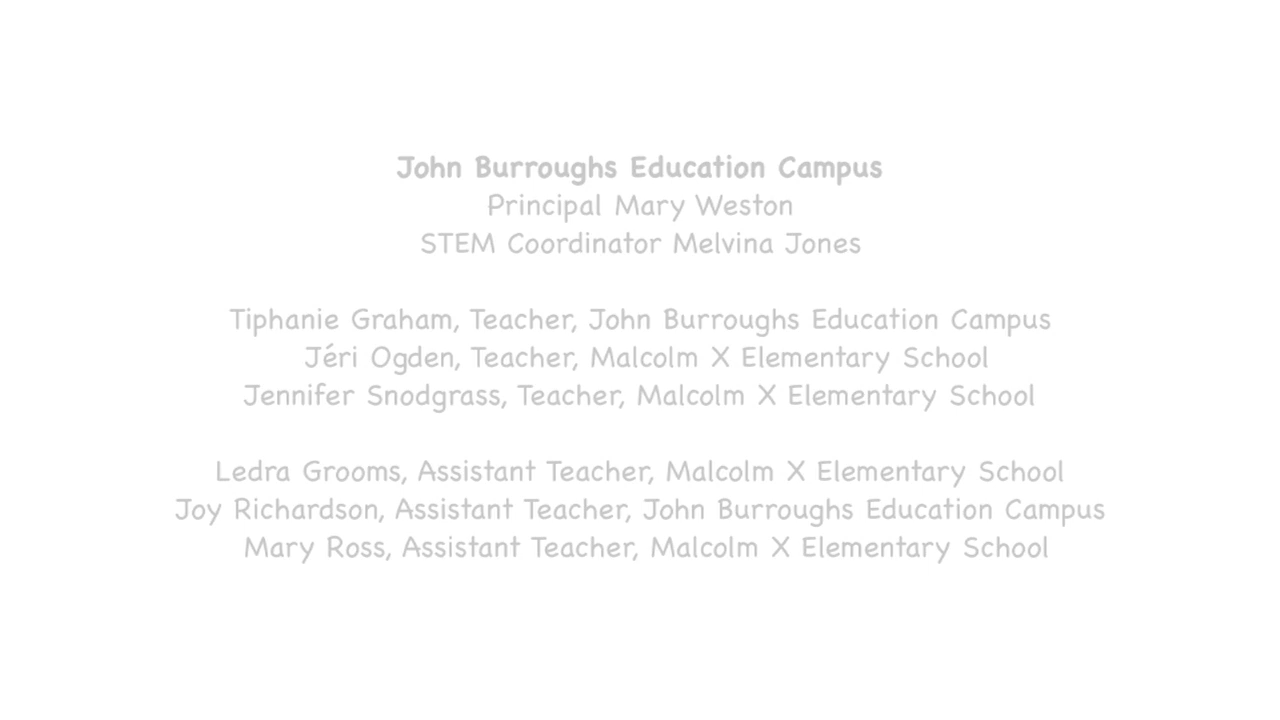 John Burroughs Education Campus
Principal Mary Weston
STEM Coordinator Melvina Jones
Tiphanie Graham, Teacher, John Burroughs Education Campus
Jéri Ogden, Teacher, Malcolm X Elementary School
Jennifer Snodgrass, Teacher, Malcolm X Elementary School
Ledra Grooms, Assistant Teacher, Malcolm X Elementary School
Joy Richardson, Assistant Teacher, John Burroughs Education Campus
Mary Ross, Assistant Teacher, Malcolm X Elementary School